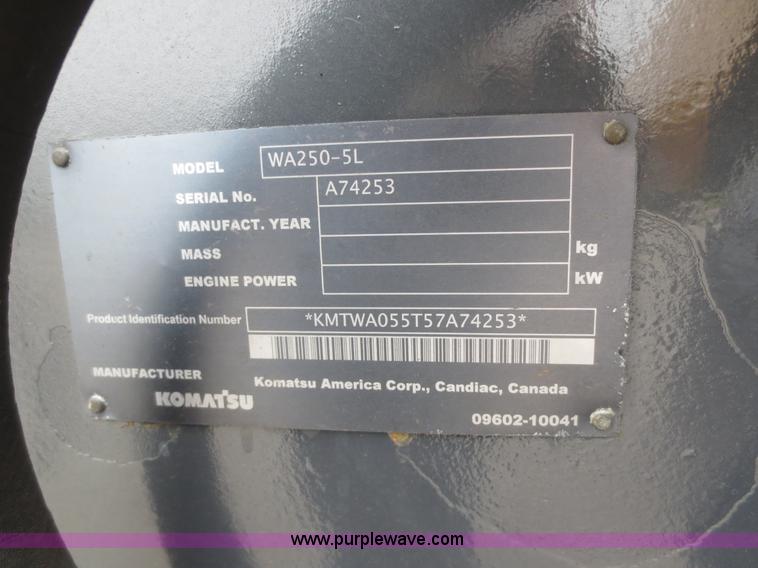 MODEL WA250-5L
SERIAL No. A74253
MANUFACT. YEAR
MASS kg
ENGINE POWER kW
Product Identification Number *KMTWA055T57A74253*
MANUFACTURER Komatsu America Corp., Candiac, Canada
KOMATSU
09602-10041
www.purplewave.com